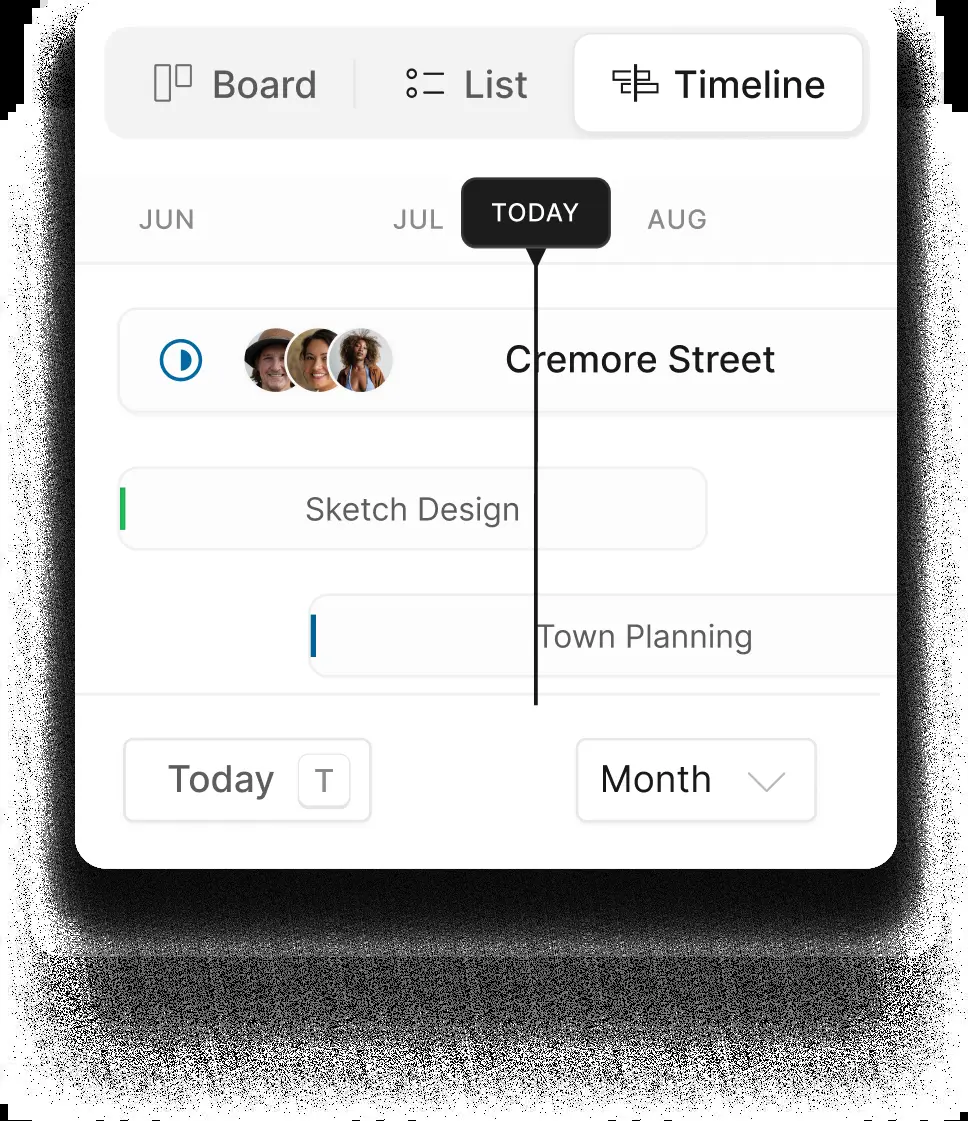 Board List Timeline
JUN JUL TODAY AUG
Cremore Street
Sketch Design
Town Planning
Today T Month